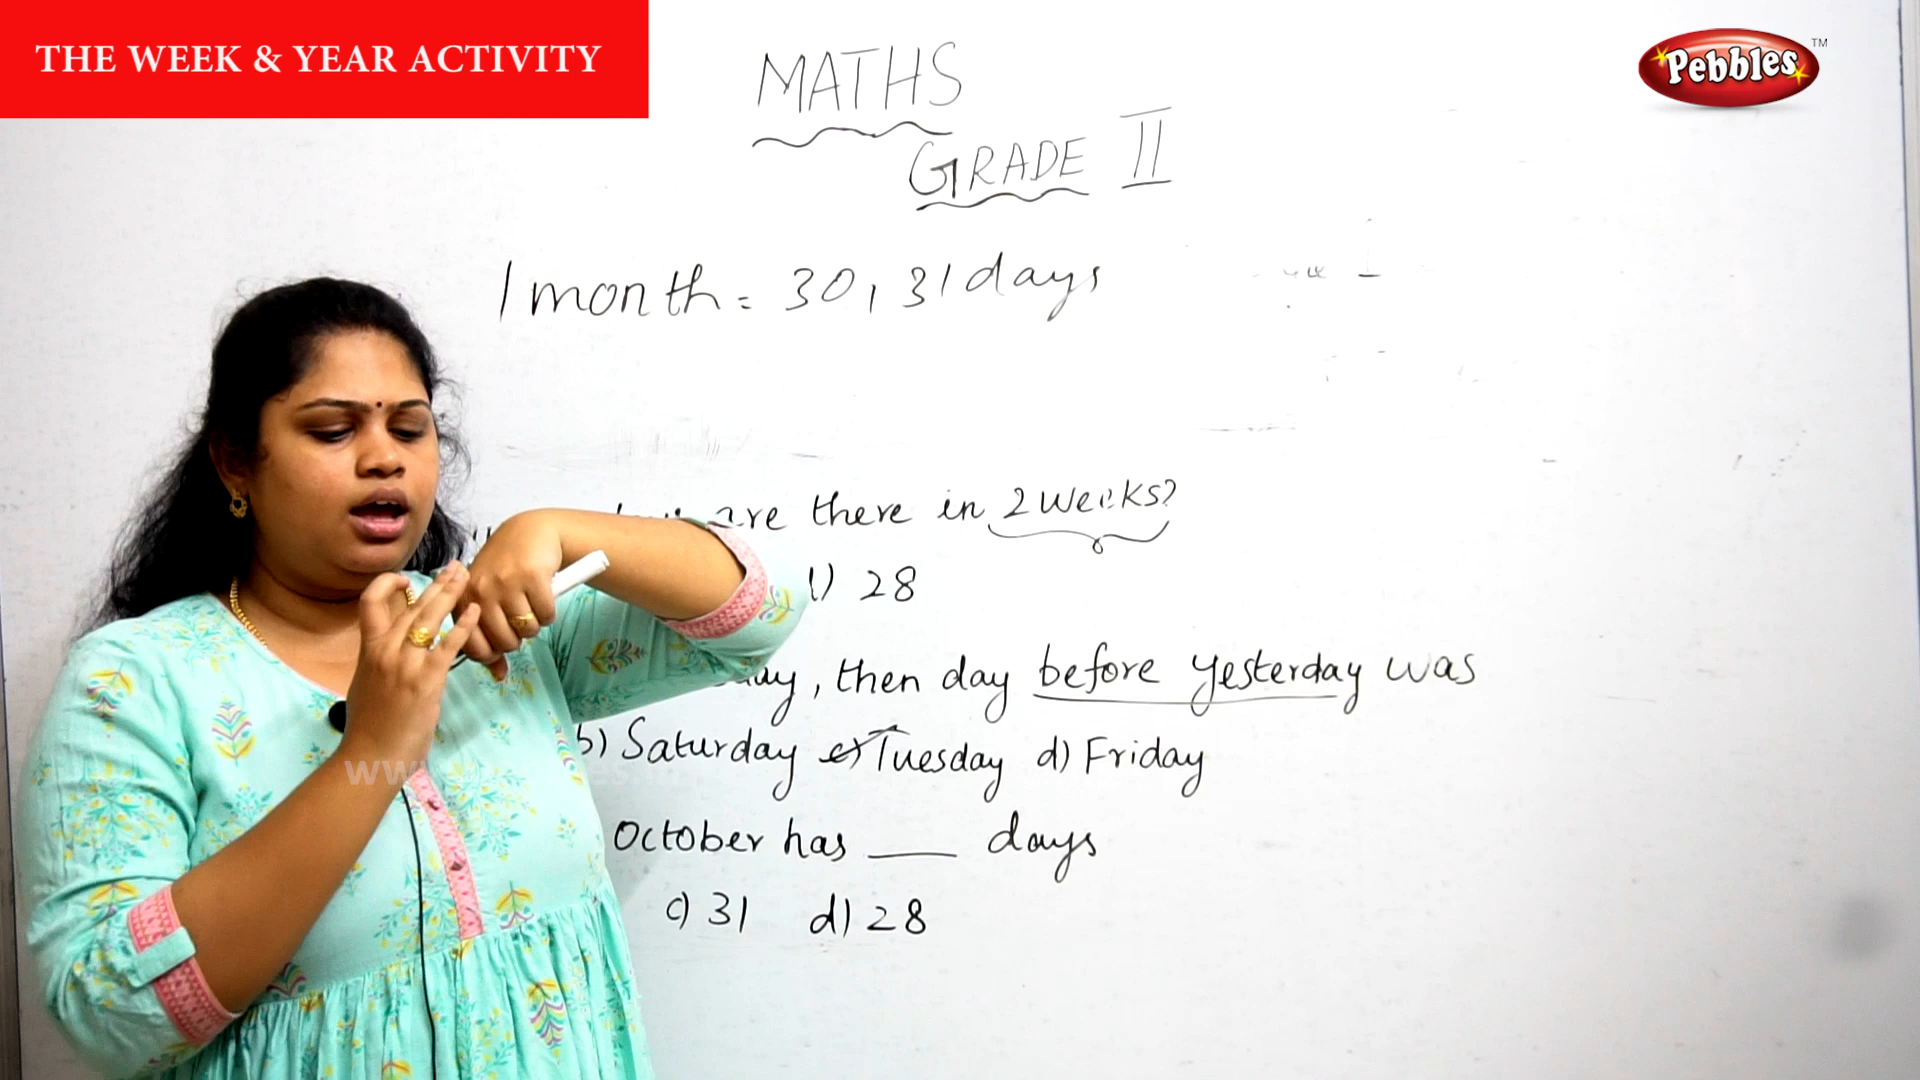 THE WEEK & YEAR ACTIVITY
Pebbles TM
MATHS
GRADE II
1 month = 30, 31 days
are there in 2 weeks?
28
, then day before yesterday was
b) Saturday c) Tuesday d) Friday
October has ___ days
c) 31 d) 28